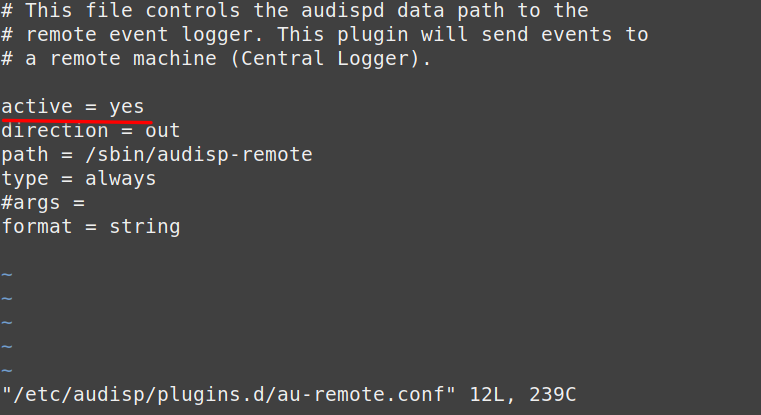 # This file controls the audispd data path to the
# remote event logger. This plugin will send events to
# a remote machine (Central Logger).
active = yes
direction = out
path = /sbin/audisp-remote
type = always
#args =
format = string
~
~
~
~
~
"/etc/audisp/plugins.d/au-remote.conf" 12L, 239C